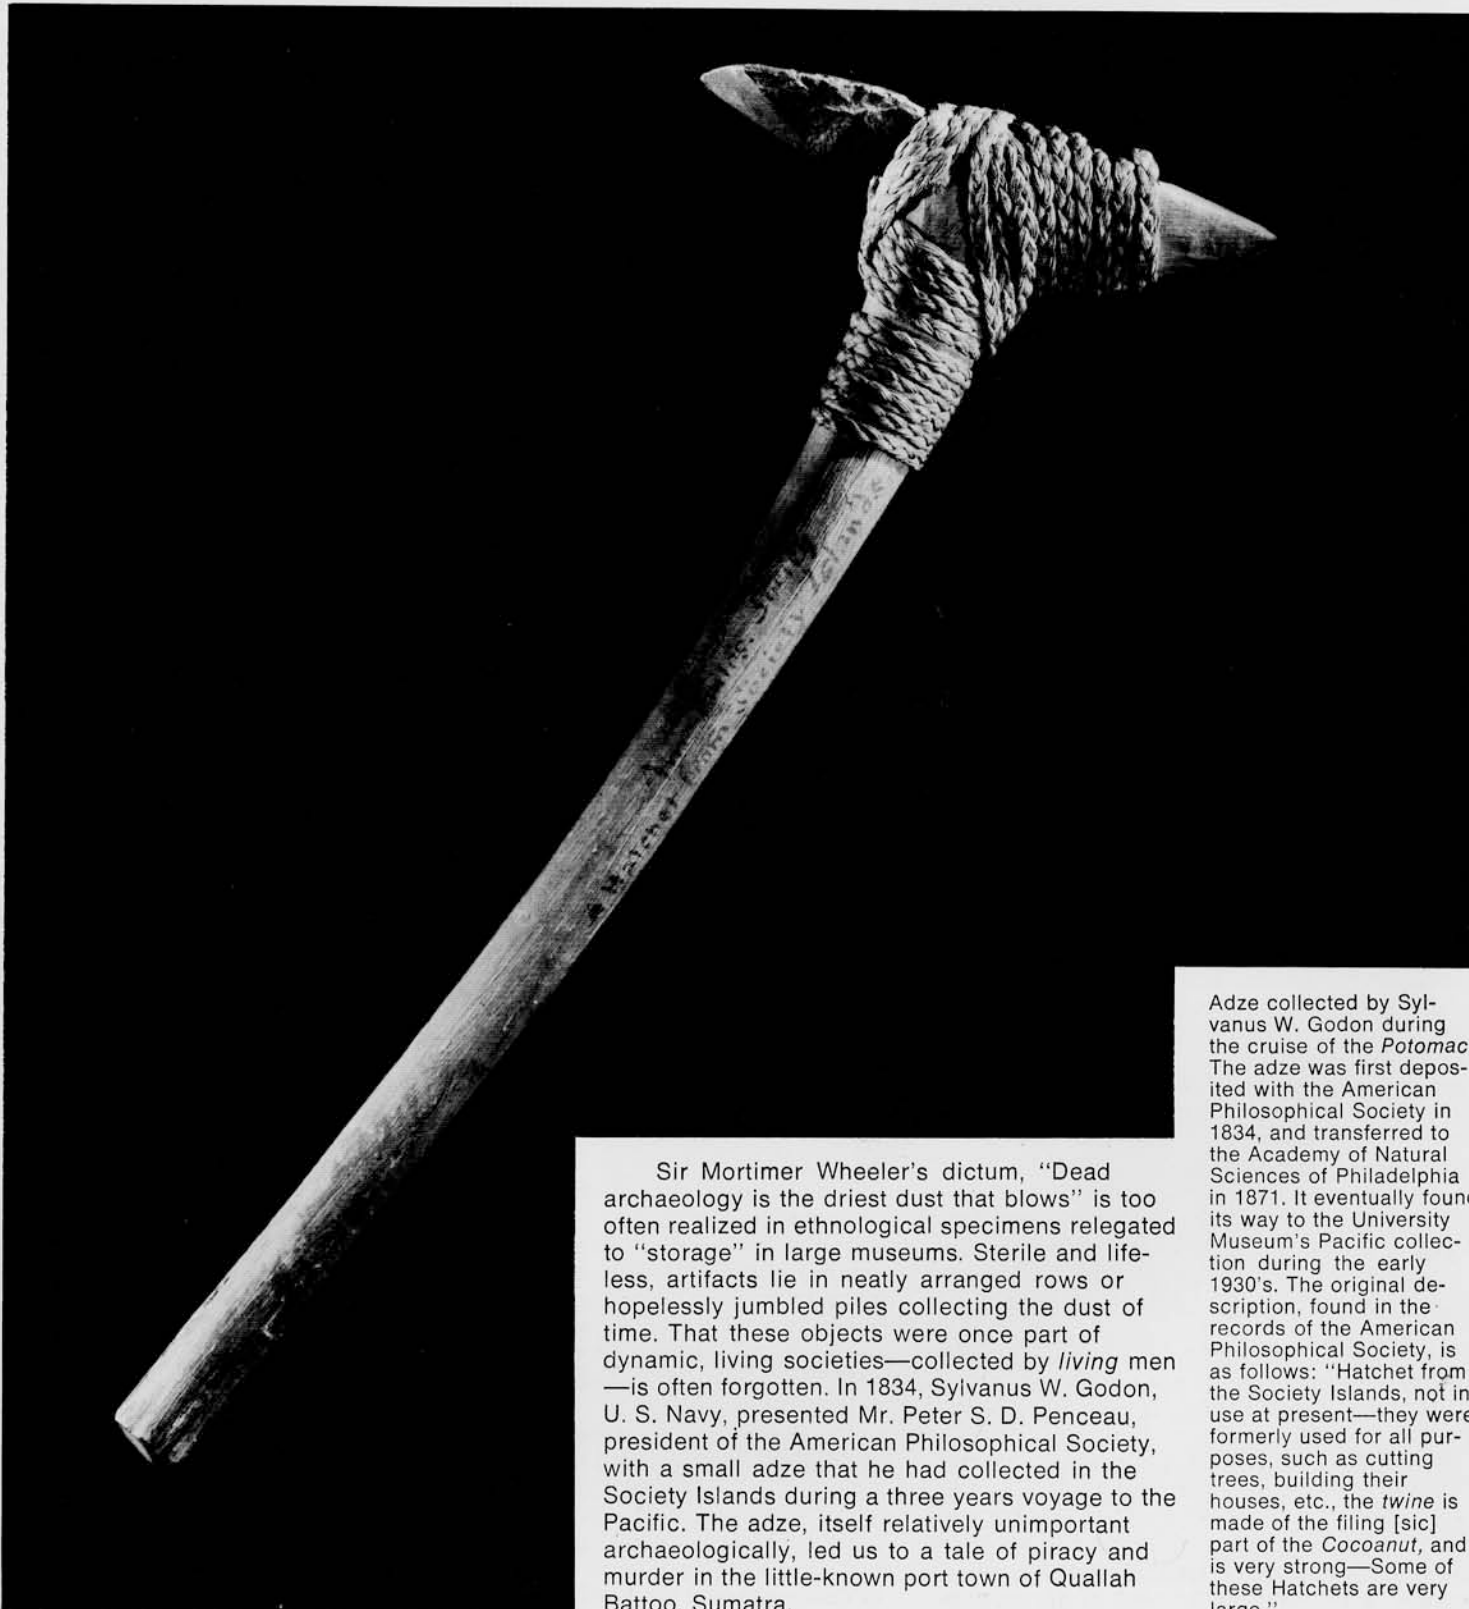 A Hatchet from Society Islands
Sir Mortimer Wheeler's dictum, “Dead
archaeology is the driest dust that blows” is too
often realized in ethnological specimens relegated
to “storage” in large museums. Sterile and life-
less, artifacts lie in neatly arranged rows or
hopelessly jumbled piles collecting the dust of
time. That these objects were once part of
dynamic, living societies—collected by living men
—is often forgotten. In 1834, Sylvanus W. Godon,
U. S. Navy, presented Mr. Peter S. D. Penceau,
president of the American Philosophical Society,
with a small adze that he had collected in the
Society Islands during a three years voyage to the
Pacific. The adze, itself relatively unimportant
archaeologically, led us to a tale of piracy and
murder in the little-known port town of Quallah
Battoo, Sumatra.
Adze collected by Syl-
vanus W. Godon during
the cruise of the Potomac
The adze was first depos-
ited with the American
Philosophical Society in
1834, and transferred to
the Academy of Natural
Sciences of Philadelphia
in 1871. It eventually found
its way to the University
Museum's Pacific collec-
tion during the early
1930's. The original de-
scription, found in the
records of the American
Philosophical Society, is
as follows: “Hatchet from
the Society Islands, not in
use at present—they were
formerly used for all pur-
poses, such as cutting
trees, building their
houses, etc., the twine is
made of the filing [sic]
part of the Cocoanut, and
is very strong—Some of
these Hatchets are very
large.”